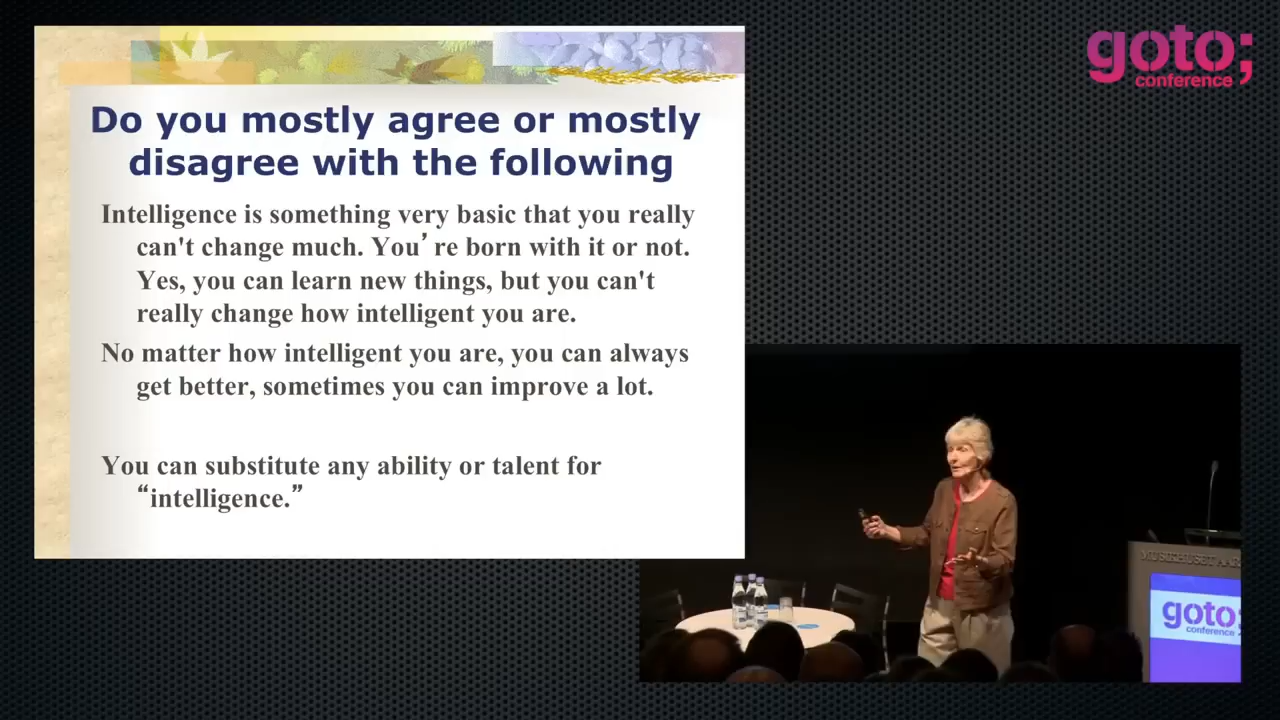 goto;
conference
Do you mostly agree or mostly
disagree with the following
Intelligence is something very basic that you really
can't change much. You’re born with it or not.
Yes, you can learn new things, but you can't
really change how intelligent you are.
No matter how intelligent you are, you can always
get better, sometimes you can improve a lot.
You can substitute any ability or talent for
“intelligence.”
MUSIKHUSET AAR
goto;
conference